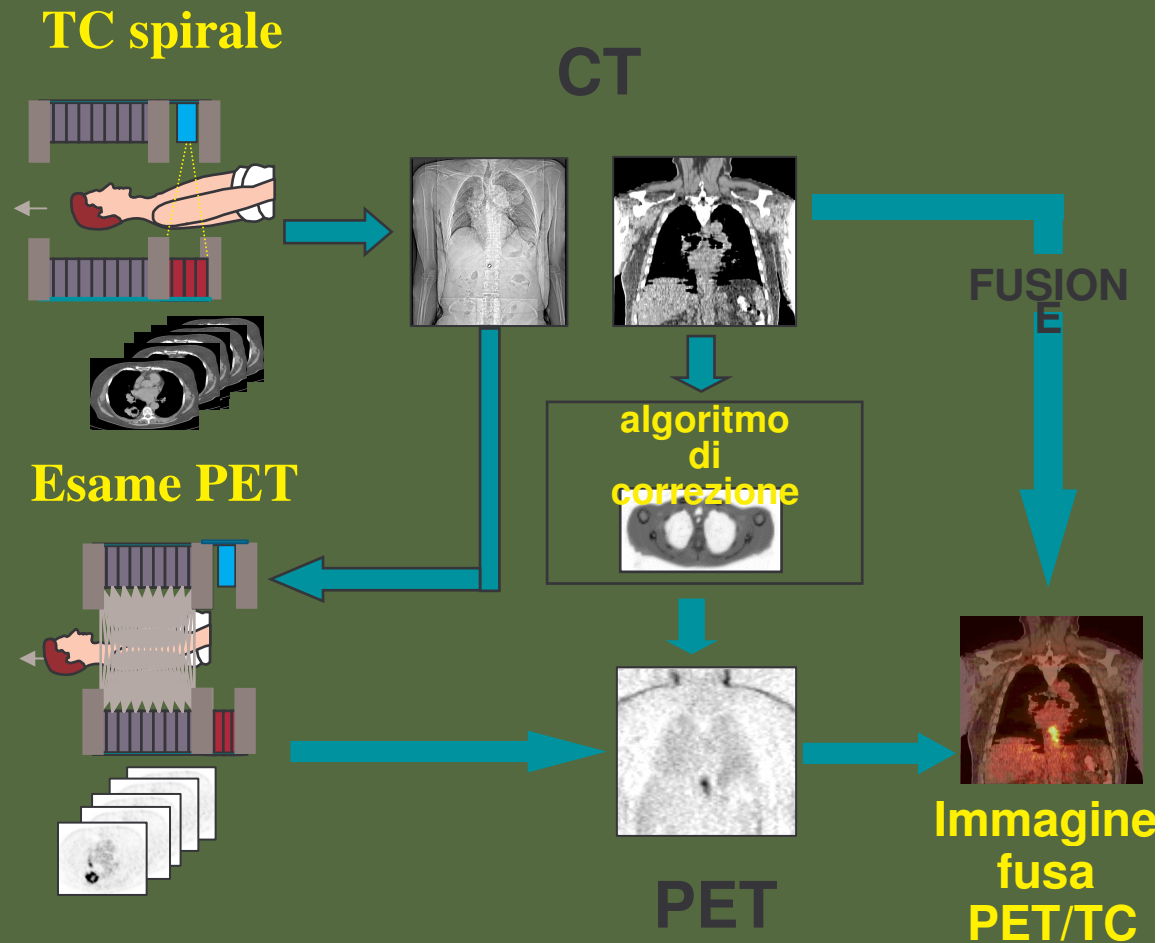 TC spirale
CT
FUSION
E
algoritmo
di
correzione
Esame PET
PET
Immagine
fusa
PET/TC